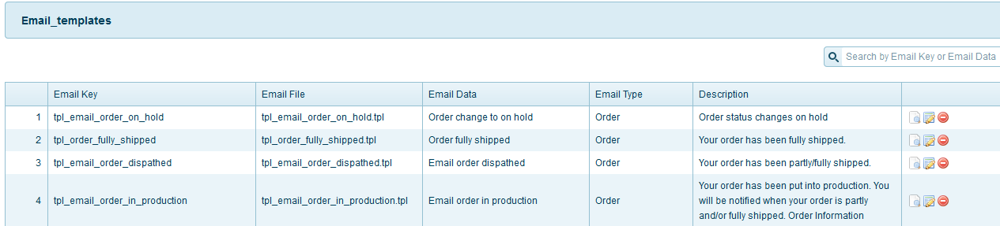 Email_templates
Search by Email Key or Email Data
Email Key Email File Email Data Email Type Description
1 tpl_email_order_on_hold tpl_email_order_on_hold.tpl Order change to on hold Order Order status changes on hold
2 tpl_order_fully_shipped tpl_order_fully_shipped.tpl Order fully shipped Order Your order has been fully shipped.
3 tpl_email_order_dispathed tpl_email_order_dispathed.tpl Email order dispathed Order Your order has been partly/fully shipped.
4 tpl_email_order_in_production tpl_email_order_in_production.tpl Email order in production Order Your order has been put into production. You
will be notified when your order is partly
and/or fully shipped. Order Information